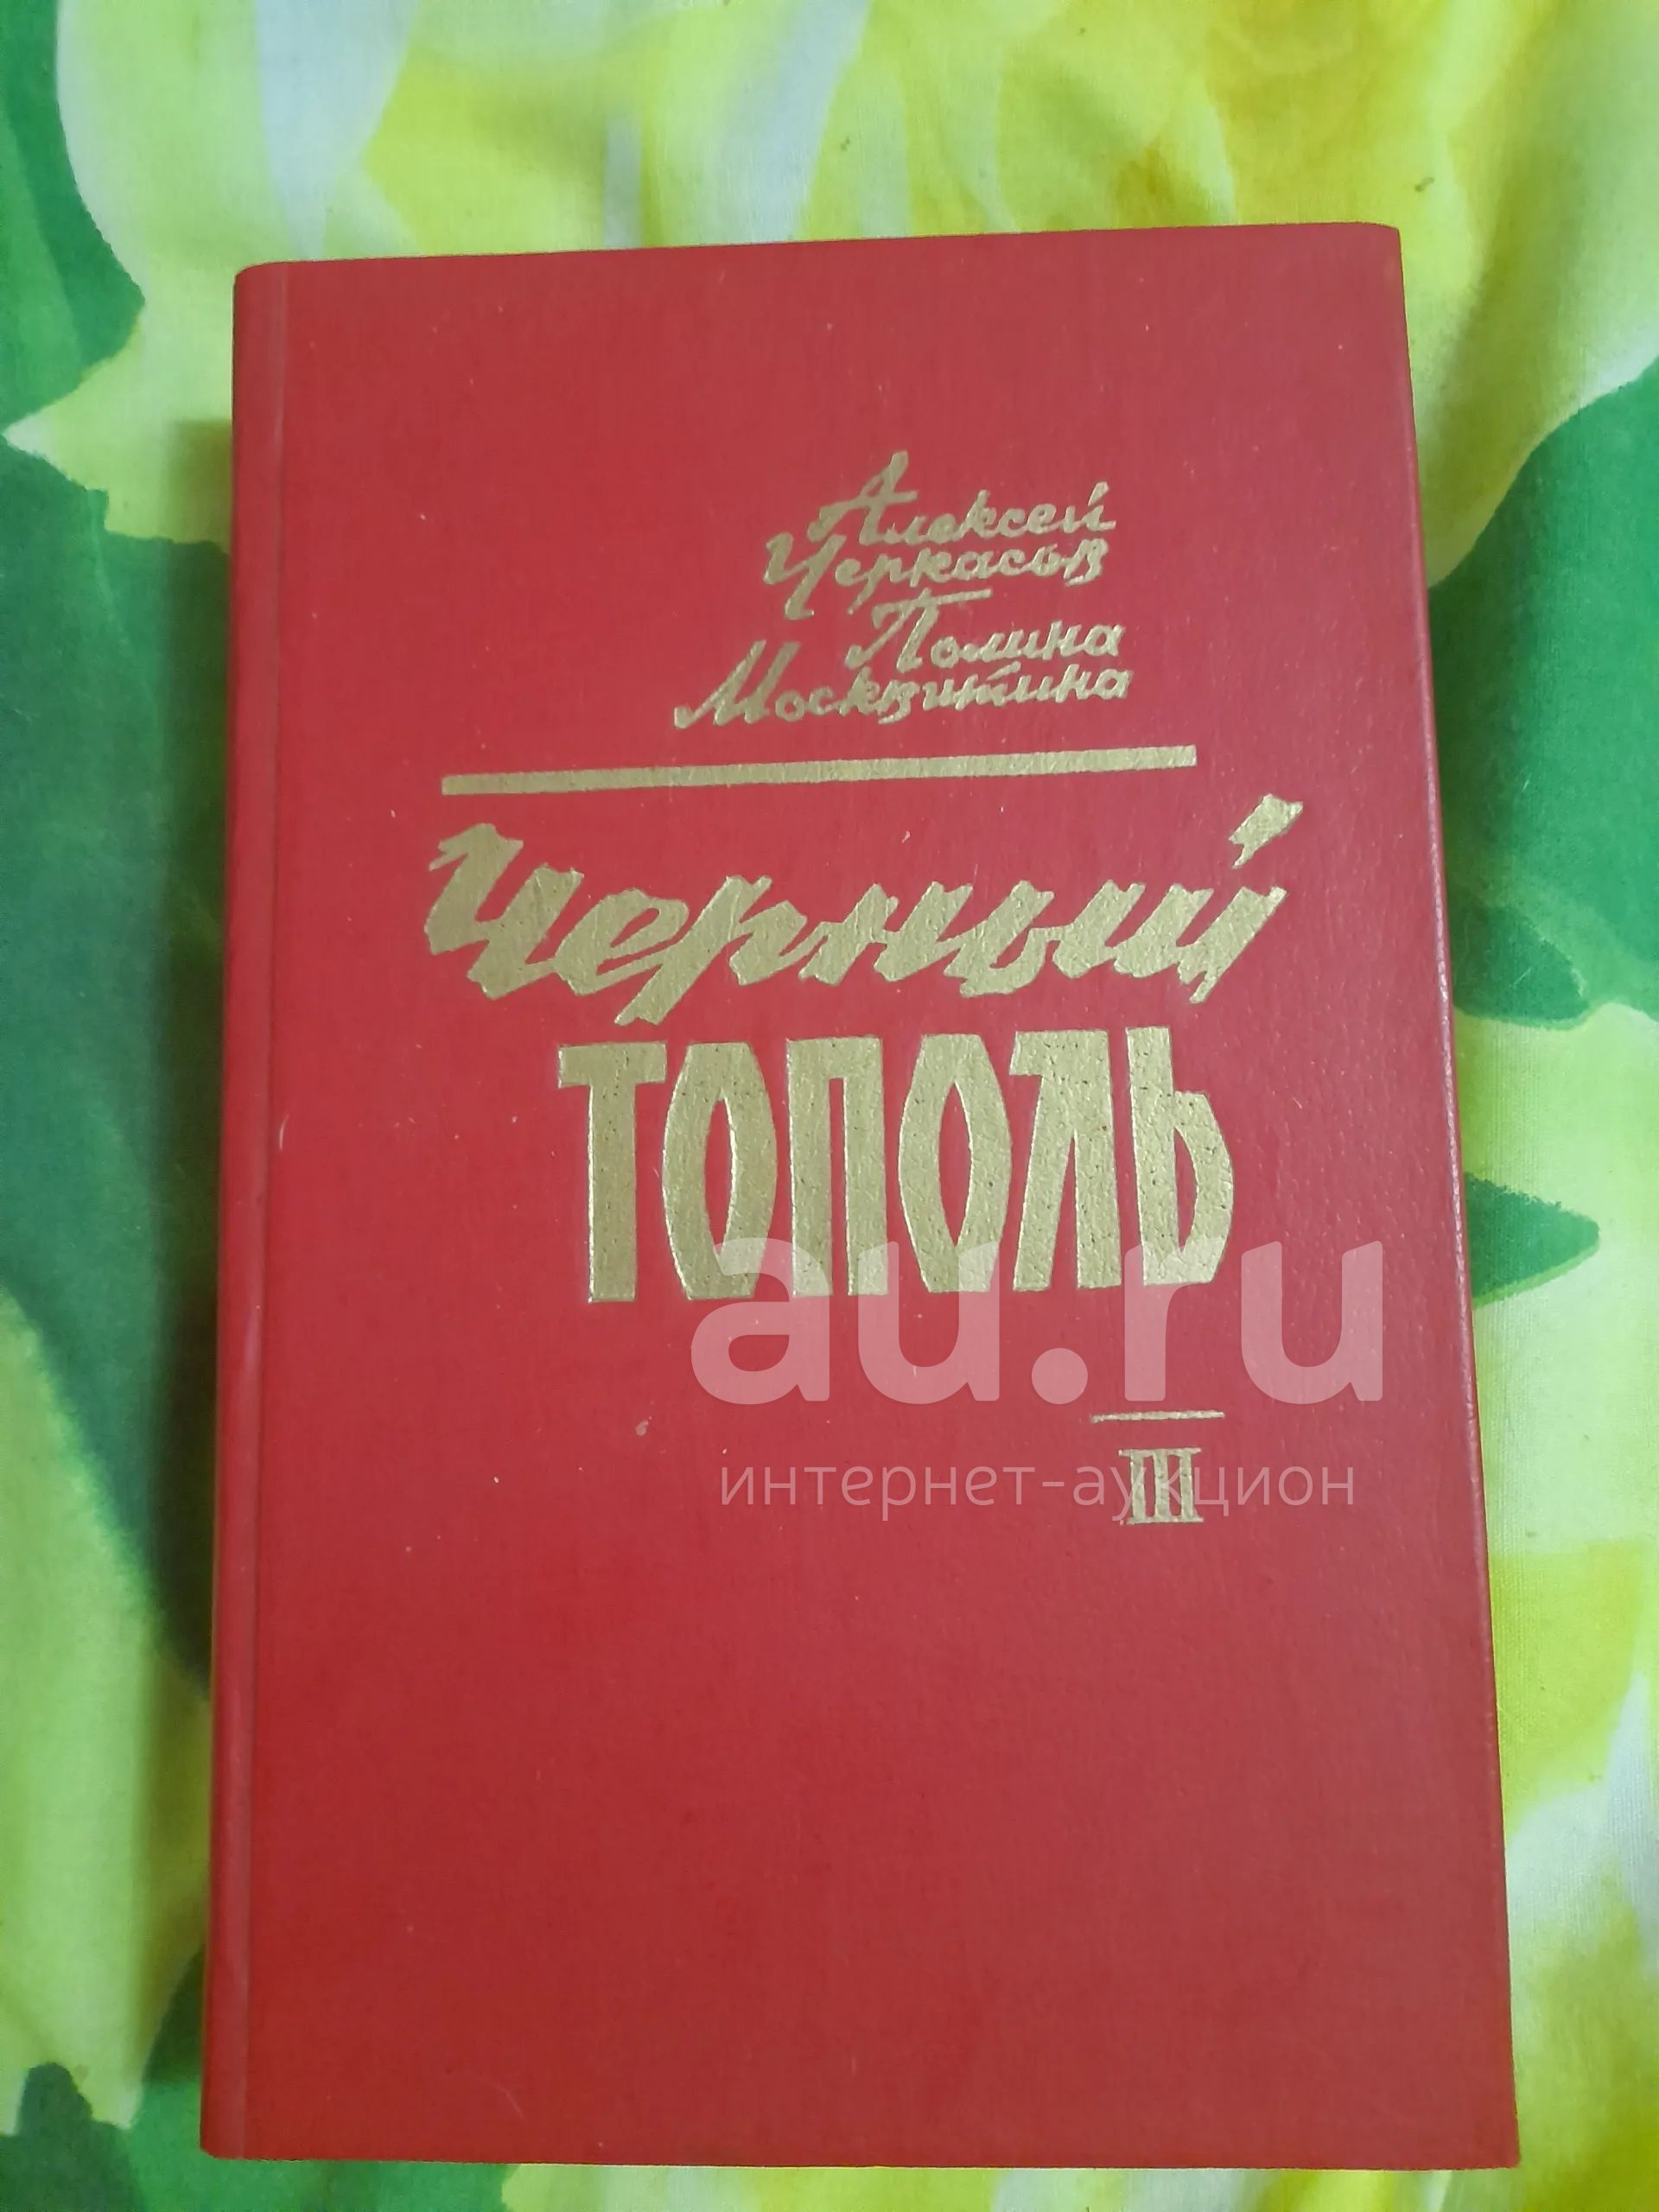 Алексей
Черкасов
Полина
Москвитина
Черный
ТОПОЛЬ
au.ru
III
интернет-аукцион